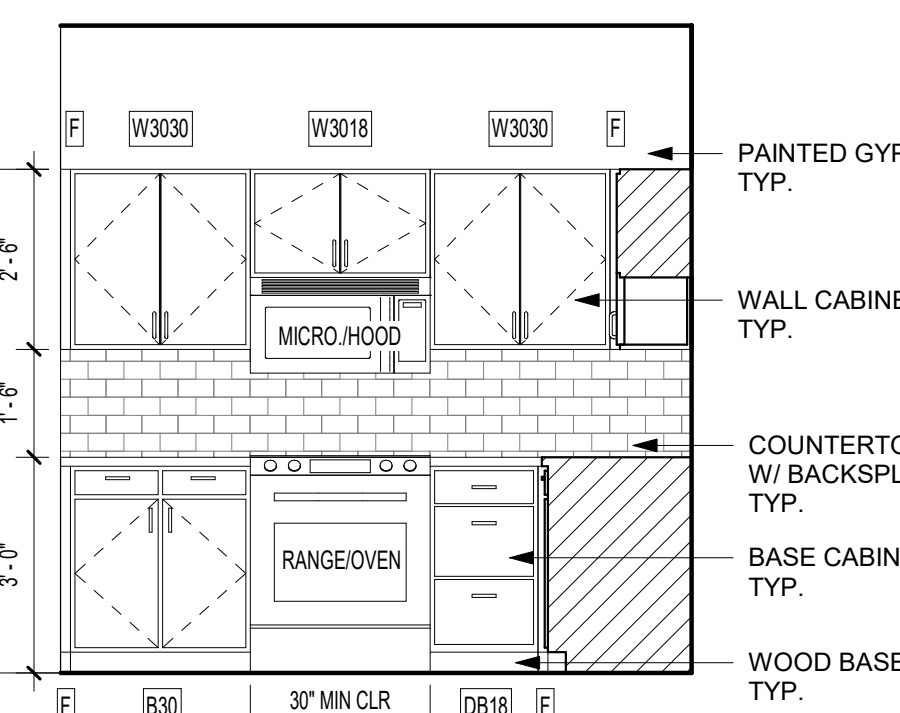 F
W3030
W3018
W3030
F
PAINTED GYP
TYP.
2' - 6"
WALL CABINE
TYP.
MICRO./HOOD
1' - 6"
COUNTERTO
W/ BACKSPL
TYP.
3' - 0"
RANGE/OVEN
BASE CABIN
TYP.
WOOD BASE
TYP.
F
B30
30" MIN CLR
DB18
F